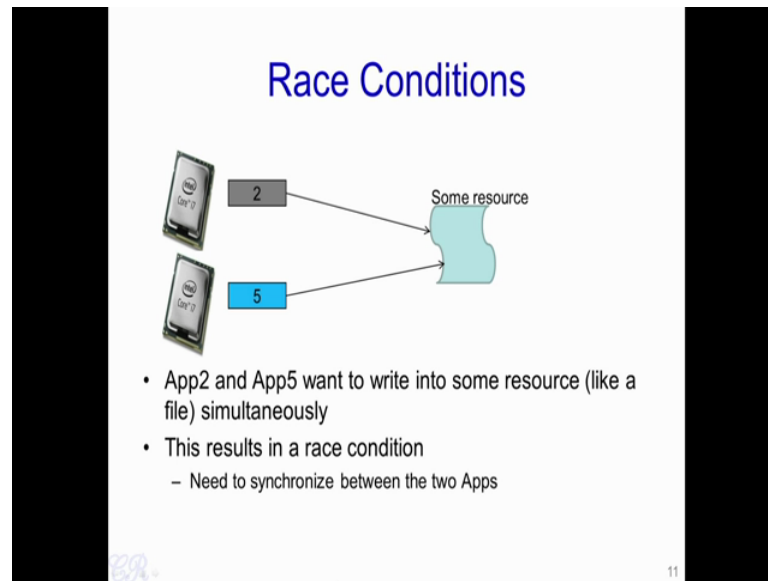 Race Conditions
2
Some resource
5
• App2 and App5 want to write into some resource (like a
file) simultaneously
• This results in a race condition
– Need to synchronize between the two Apps
11